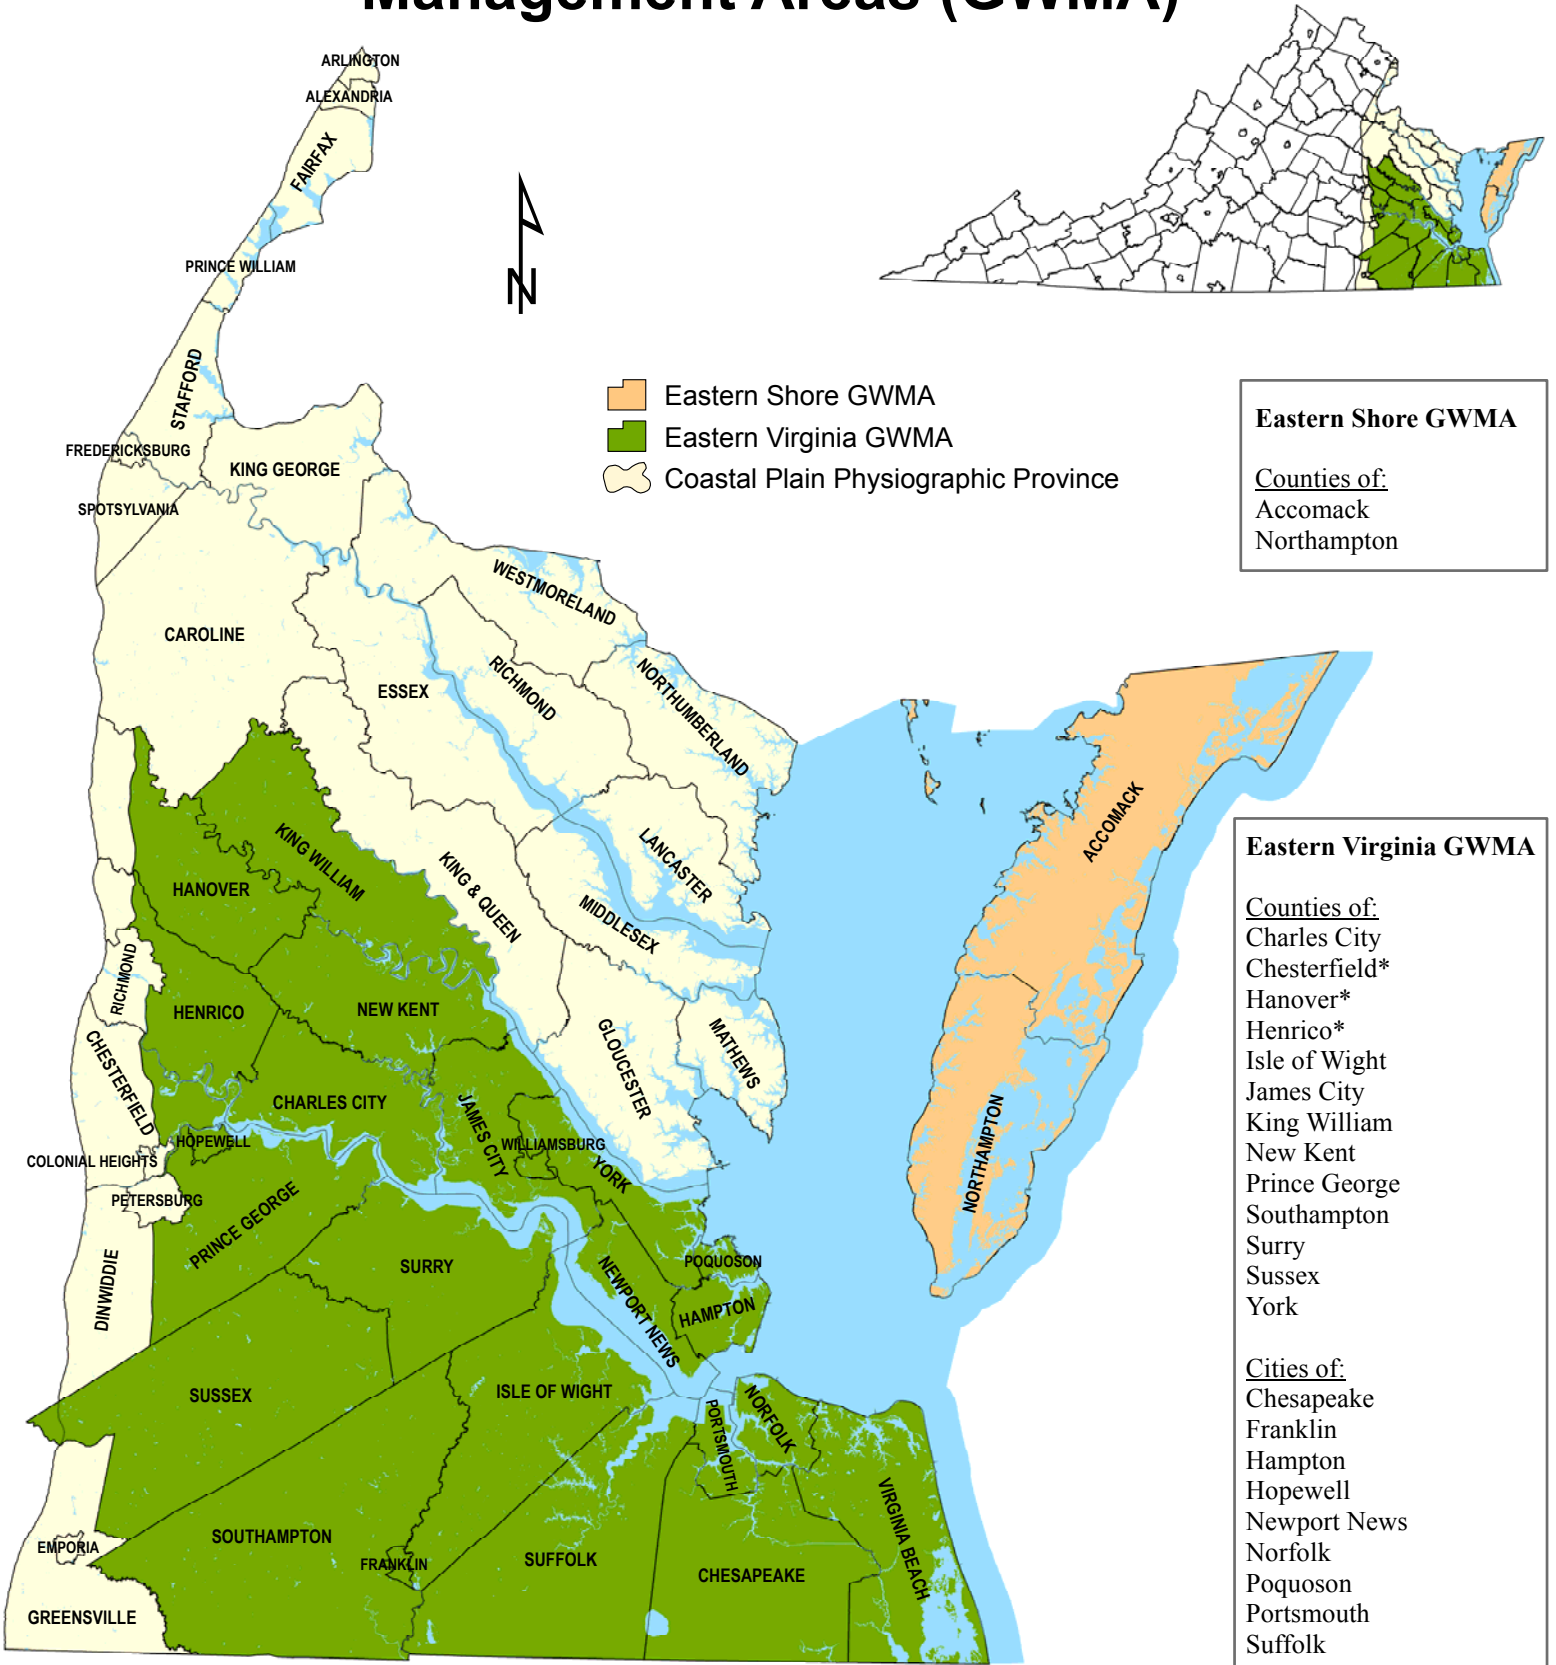 Management Areas (GWMA)
ARLINGTON
ALEXANDRIA
FAIRFAX
PRINCE WILLIAM
N
STAFFORD
FREDERICKSBURG
KING GEORGE
SPOTSYLVANIA
Eastern Shore GWMA
Eastern Virginia GWMA
Coastal Plain Physiographic Province
Eastern Shore GWMA
Counties of:
Accomack
Northampton
WESTMORELAND
CAROLINE
ESSEX
RICHMOND
NORTHUMBERLAND
ACCOMACK
KING WILLIAM
HANOVER
KING & QUEEN
LANCASTER
MIDDLESEX
RICHMOND
HENRICO
NEW KENT
GLOUCESTER
MATHEWS
CHESTERFIELD
CHARLES CITY
JAMES CITY
HOPEWELL
WILLIAMSBURG
YORK
COLONIAL HEIGHTS
PETERSBURG
PRINCE GEORGE
NORTHAMPTON
DINWIDDIE
SURRY
NEWPORT NEWS
POQUOSON
HAMPTON
SUSSEX
ISLE OF WIGHT
PORTSMOUTH
NORFOLK
VIRGINIA BEACH
EMPORIA
SOUTHAMPTON
FRANKLIN
SUFFOLK
CHESAPEAKE
GREENSVILLE
Eastern Virginia GWMA
Counties of:
Charles City
Chesterfield*
Hanover*
Henrico*
Isle of Wight
James City
King William
New Kent
Prince George
Southampton
Surry
Sussex
York
Cities of:
Chesapeake
Franklin
Hampton
Hopewell
Newport News
Norfolk
Poquoson
Portsmouth
Suffolk